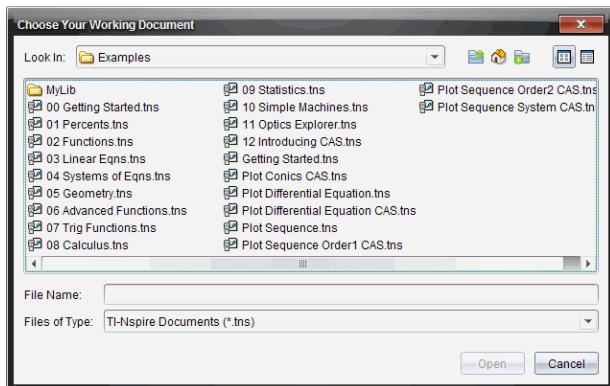 Choose Your Working Document
Look In: Examples
MyLib
00 Getting Started.tns
01 Percents.tns
02 Functions.tns
03 Linear Eqns.tns
04 Systems of Eqns.tns
05 Geometry.tns
06 Advanced Functions.tns
07 Trig Functions.tns
08 Calculus.tns
09 Statistics.tns
10 Simple Machines.tns
11 Optics Explorer.tns
12 Introducing CAS.tns
Getting Started.tns
Plot Conics CAS.tns
Plot Differential Equation.tns
Plot Differential Equation CAS.tns
Plot Sequence.tns
Plot Sequence Order1 CAS.tns
Plot Sequence Order2 CAS.tns
Plot Sequence System CAS.tn
File Name:
Files of Type: TI-Nspire Documents (*.tns)
Open Cancel